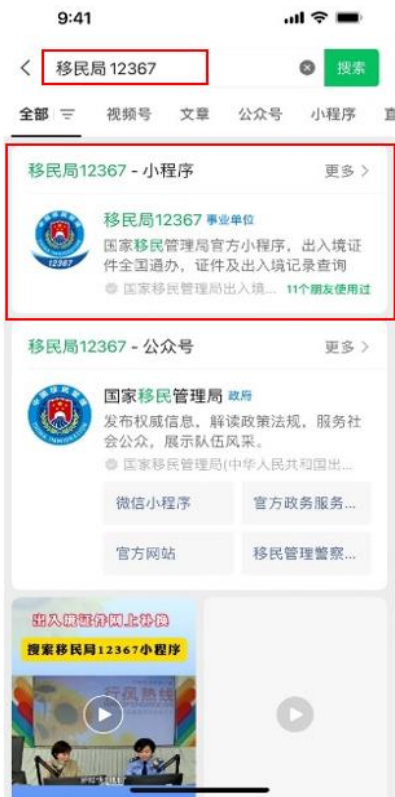 9:41
移民局 12367
搜索
全部
视频号
文章
公众号
小程序
移民局12367 - 小程序
更多
移民局12367 事业单位
国家移民管理局官方小程序，出入境证
件全国通办，证件及出入境记录查询
国家移民管理局出入境... 11个朋友使用过
12367
移民局12367 - 公众号
更多
国家移民管理局 政府
发布权威信息，解读政策法规，服务社
会公众，展示队伍风采。
国家移民管理局(中华人民共和国出...
微信小程序
官方政务服务...
官方网站
移民管理警察...
出入境证件网上补换
搜索移民局12367小程序
行风热线